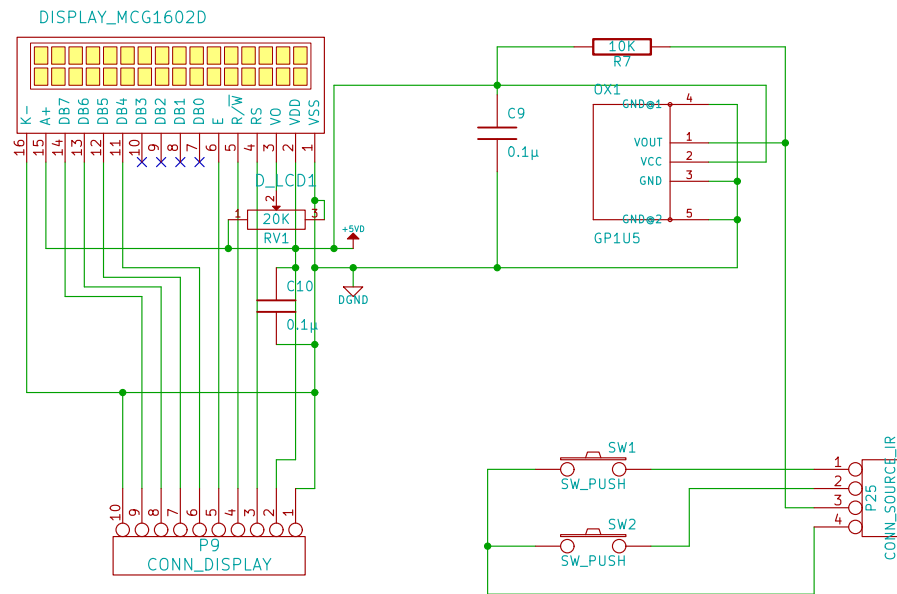 DISPLAY_MCG1602D
K-
A+
DB7
DB6
DB5
DB4
DB3
DB2
DB1
DB0
E
R/W
RS
VO
VDD
VSS
16
15
14
13
12
11
10
9
8
7
6
5
4
3
2
1
D_LCD1
1
2
20K
3
RV1
+5VD
C10
0.1µ
DGND
10K
R7
C9
0.1µ
OX1
GND@1
4
VOUT
1
VCC
2
GND
3
GND@2
5
GP1U5
SW1
SW_PUSH
SW2
SW_PUSH
1
2
3
4
P25
CONN_SOURCE_IR
10
9
8
7
6
5
4
3
2
1
P9
CONN_DISPLAY